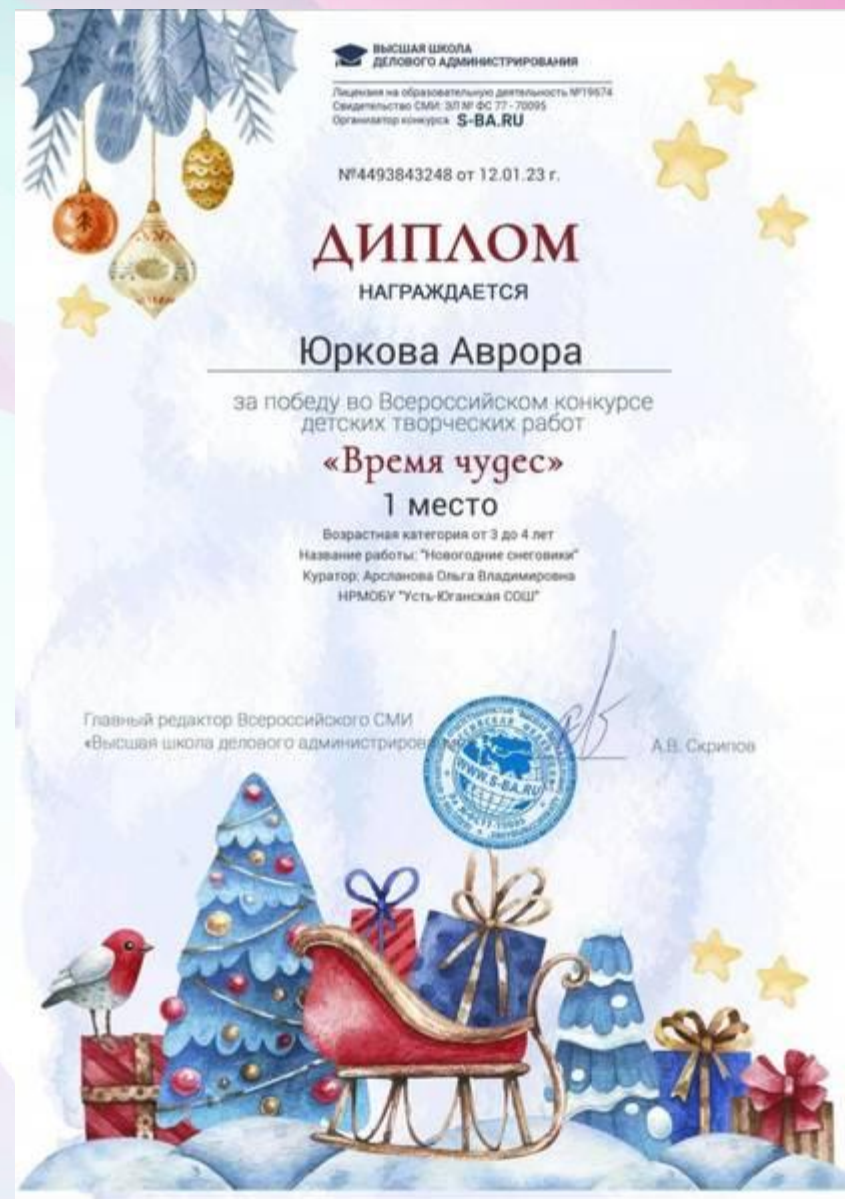 ВЫСШАЯ ШКОЛА
ДЕЛОВОГО АДМИНИСТРИРОВАНИЯ
Лицензия на образовательную деятельность №19674
Свидетельство СМИ: ЭЛ № ФС 77 - 70095
Организатор конкурса S-BA.RU
№4493843248 от 12.01.23 г.
ДИПЛОМ
НАГРАЖДАЕТСЯ
Юркова Аврора
за победу во Всероссийском конкурсе
детских творческих работ
«Время чудес»
1 место
Возрастная категория от 3 до 4 лет
Название работы: "Новогодние снеговики"
Куратор: Арсланова Ольга Владимировна
НРМОБУ "Усть-Юганская СОШ"
Главный редактор Всероссийского СМИ
«Высшая школа делового
А.В. Скрипов
WWW.S-BA.RU